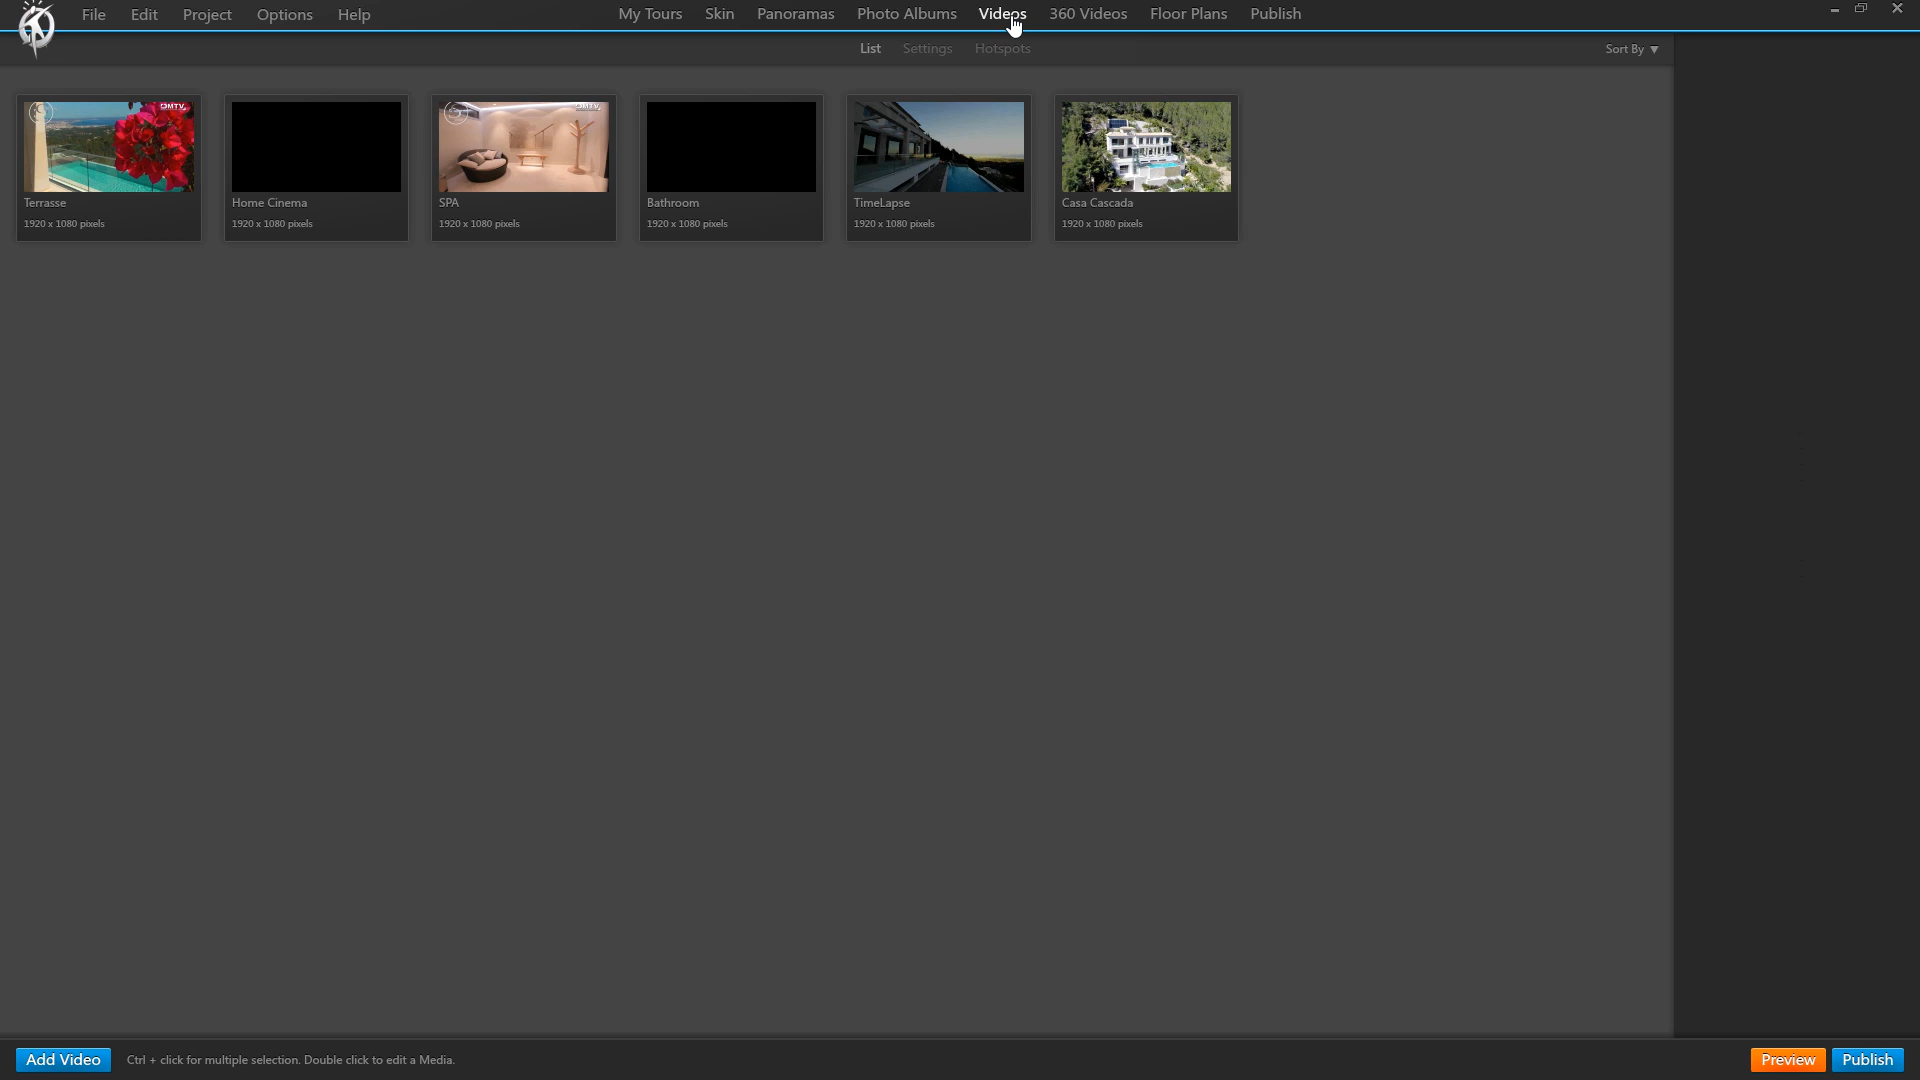 File Edit Project Options Help My Tours Skin Panoramas Photo Albums Videos 360 Videos Floor Plans Publish
List Settings Hotspots Sort By
Terrasse Home Cinema SPA Bathroom TimeLapse Casa Cascada
1920 x 1080 pixels 1920 x 1080 pixels 1920 x 1080 pixels 1920 x 1080 pixels 1920 x 1080 pixels 1920 x 1080 pixels
Add Video Ctrl + click for multiple selection. Double click to edit a Media. Preview Publish